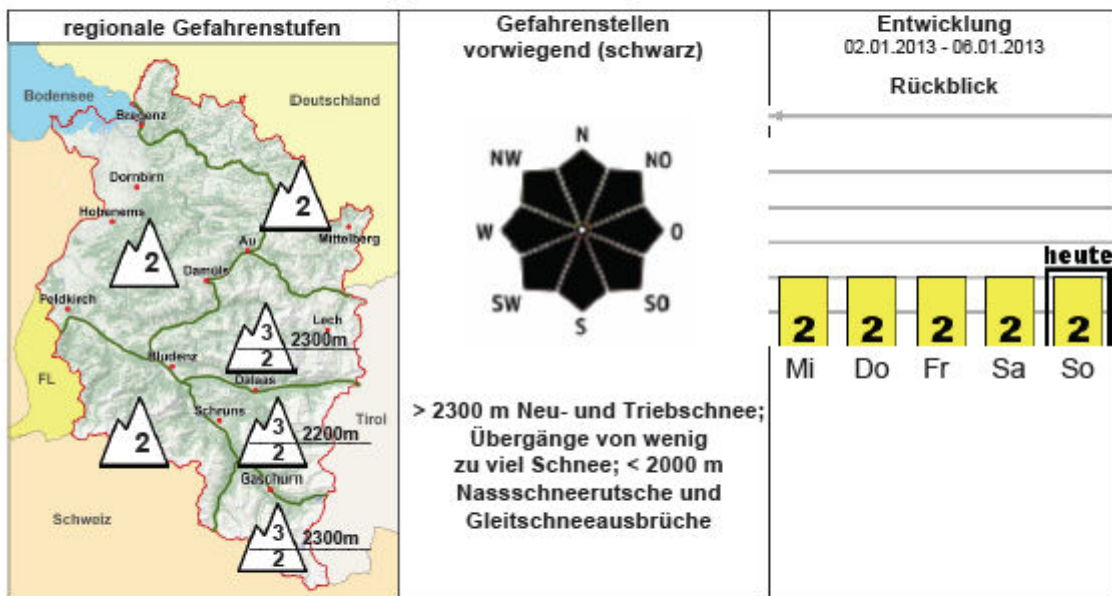 regionale Gefahrenstufen
Bodensee
Deutschland
Bregenz
Dornbirn
2
Hohenems
Mittelberg
2
Au
Damüls
Feldkirch
3
Lech
2300m
2
Bludenz
FL
Dalaas
Schruns
3
Tirol
2
2200m
2
Gaschurn
Schweiz
3
2300m
2
Gefahrenstellen
vorwiegend (schwarz)
N
NW
NO
W
O
SW
SO
S
> 2300 m Neu- und Triebschnee;
Übergänge von wenig
zu viel Schnee; < 2000 m
Nassschneerutsche und
Gleitschneeausbrüche
Entwicklung
02.01.2013 - 06.01.2013
Rückblick
heute
2 2 2 2 2
Mi Do Fr Sa So